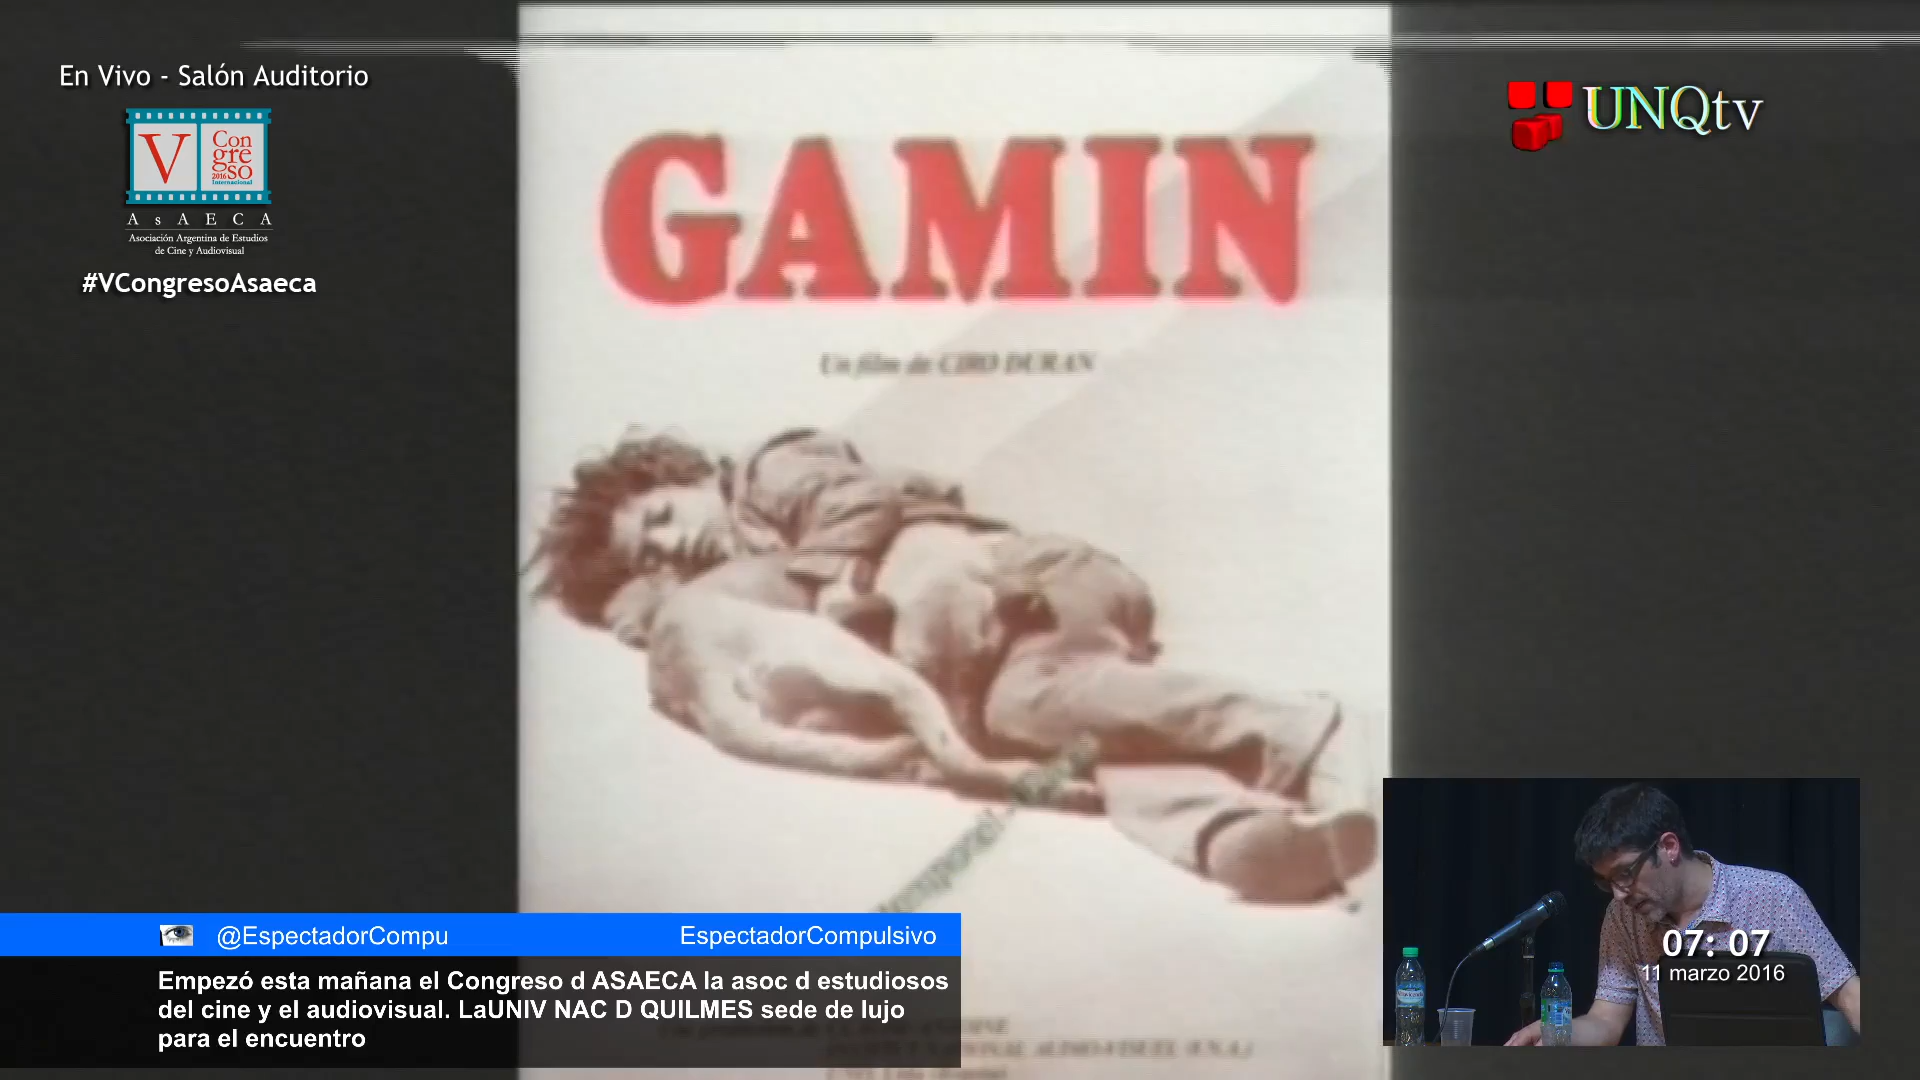 En Vivo - Salón Auditorio
V
Con
gre
so
2016
Internacional
AsAECA
Asociación Argentina de Estudios
de Cine y Audiovisual
#VCongresoAsaeca
UNQtv
GAMIN
Un film de CIRO DURAN
@EspectadorCompu EspectadorCompulsivo
Empezó esta mañana el Congreso d ASAECA la asoc d estudiosos
del cine y el audiovisual. LaUNIV NAC D QUILMES sede de lujo
para el encuentro
07: 07
11 marzo 2016